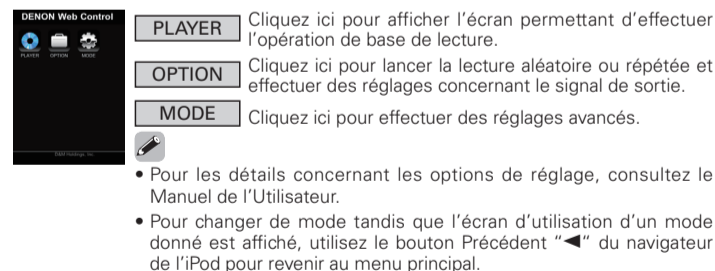 DENON Web Control
PLAYER OPTION MODE
D&M Holdings, Inc.
PLAYER
Cliquez ici pour afficher l'écran permettant d'effectuer
l'opération de base de lecture.
OPTION
Cliquez ici pour lancer la lecture aléatoire ou répétée et
effectuer des réglages concernant le signal de sortie.
MODE
Cliquez ici pour effectuer des réglages avancés.
• Pour les détails concernant les options de réglage, consultez le
Manuel de l'Utilisateur.
• Pour changer de mode tandis que l'écran d'utilisation d'un mode
donné est affiché, utilisez le bouton Précédent "◄" du navigateur
de l'iPod pour revenir au menu principal.